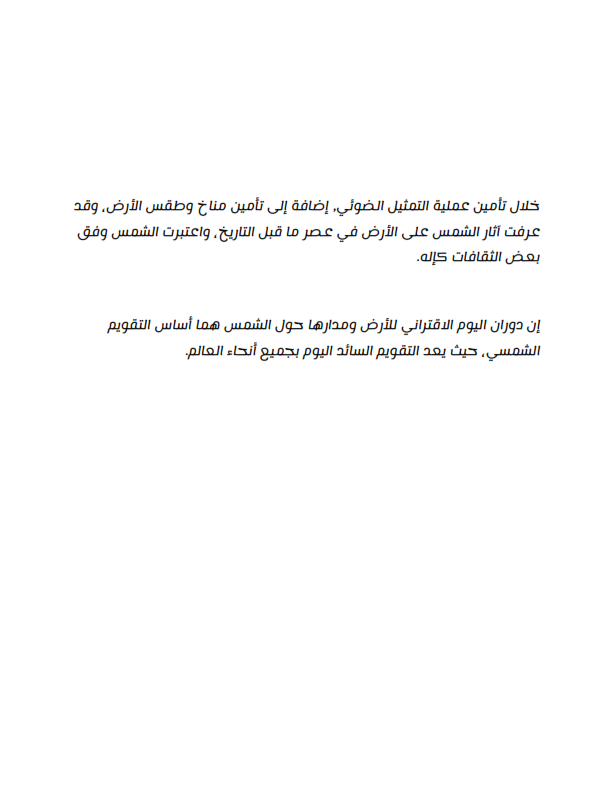 خلال تأمين عملية التمثيل الضوئي, إضافة إلى تأمين مناخ وطقس الأرض، وقد
عرفت آثار الشمس على الأرض في عصر ما قبل التاريخ، واعتبرت الشمس وفق
بعض الثقافات كإله.
إن دوران اليوم الاقتراني للأرض ومدارها حول الشمس هما أساس التقويم
الشمسي، حيث يعد التقويم السائد اليوم بجميع أنحاء العالم.